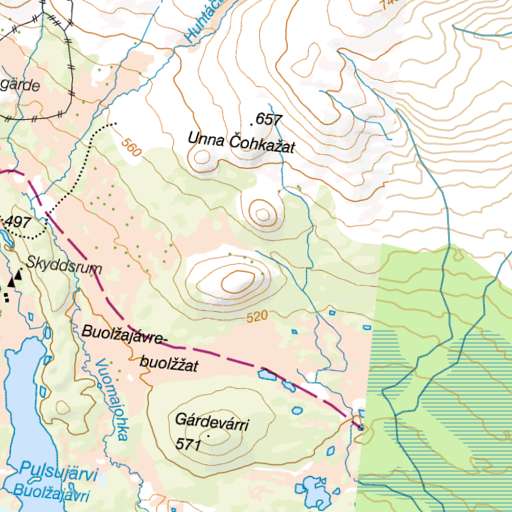 gärde
657
Unna Čohkažat
560
497
Skyddsrum
520
Buolžajávre-
buolžžat
Vuomajohka
Gárdevárri
571
Pulsujärvi
Buolžajávri